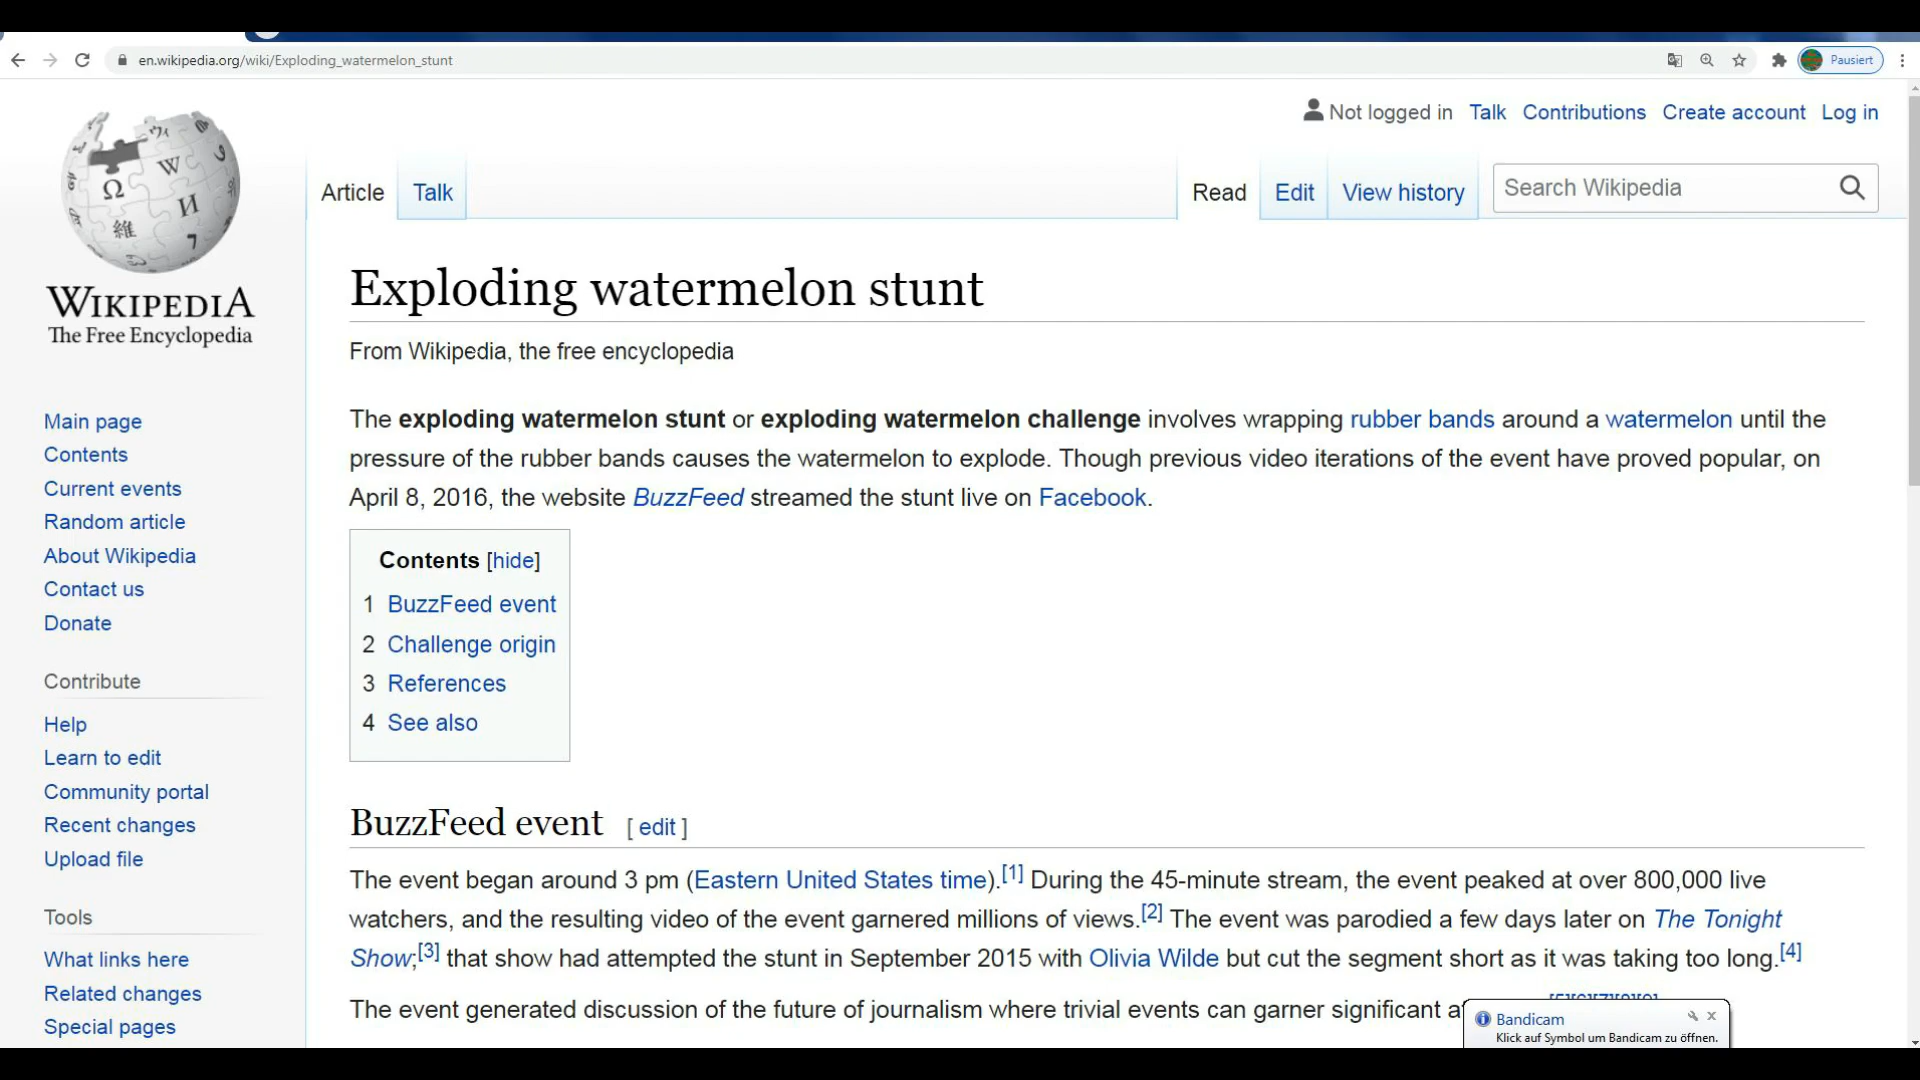 en.wikipedia.org/wiki/Exploding_watermelon_stunt
Pausiert
Not logged in Talk Contributions Create account Log in
Article Talk Read Edit View history Search Wikipedia
WIKIPEDIA
The Free Encyclopedia
Main page
Contents
Current events
Random article
About Wikipedia
Contact us
Donate
Contribute
Help
Learn to edit
Community portal
Recent changes
Upload file
Tools
What links here
Related changes
Special pages
Exploding watermelon stunt
From Wikipedia, the free encyclopedia
The exploding watermelon stunt or exploding watermelon challenge involves wrapping rubber bands around a watermelon until the
pressure of the rubber bands causes the watermelon to explode. Though previous video iterations of the event have proved popular, on
April 8, 2016, the website BuzzFeed streamed the stunt live on Facebook.
Contents [hide]
1 BuzzFeed event
2 Challenge origin
3 References
4 See also
BuzzFeed event [ edit ]
The event began around 3 pm (Eastern United States time).[1] During the 45-minute stream, the event peaked at over 800,000 live
watchers, and the resulting video of the event garnered millions of views.[2] The event was parodied a few days later on The Tonight
Show;[3] that show had attempted the stunt in September 2015 with Olivia Wilde but cut the segment short as it was taking too long.[4]
The event generated discussion of the future of journalism where trivial events can garner significant
Bandicam
Klick auf Symbol um Bandicam zu öffnen.